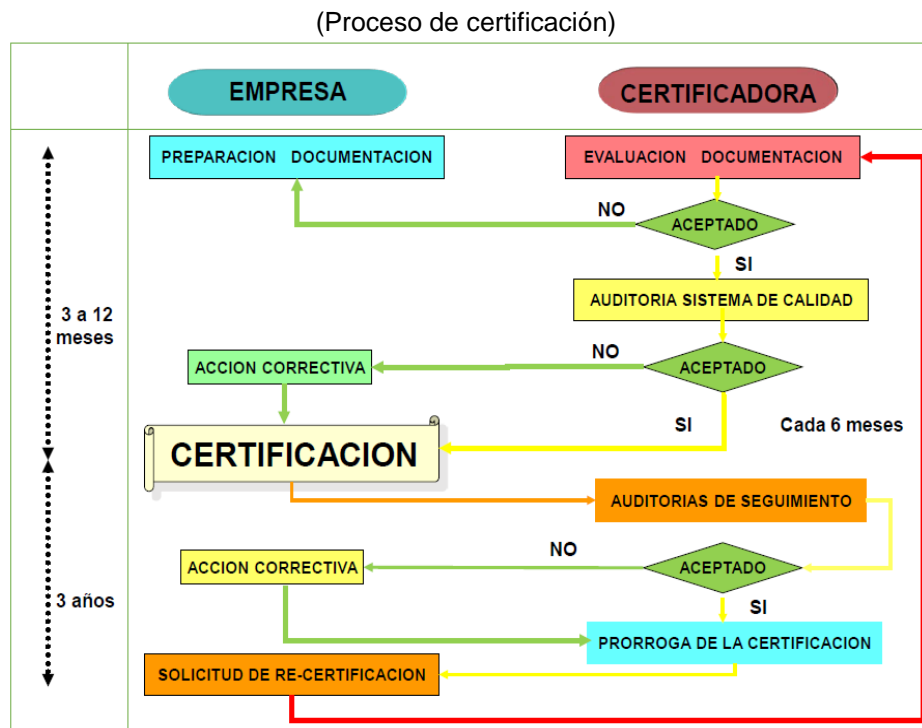 (Proceso de certificación)
EMPRESA
CERTIFICADORA
PREPARACION DOCUMENTACION
EVALUACION DOCUMENTACION
NO
ACEPTADO
SI
AUDITORIA SISTEMA DE CALIDAD
3 a 12
meses
NO
ACCION CORRECTIVA
ACEPTADO
SI
Cada 6 meses
CERTIFICACION
AUDITORIAS DE SEGUIMIENTO
NO
ACCION CORRECTIVA
ACEPTADO
3 años
SI
PRORROGA DE LA CERTIFICACION
SOLICITUD DE RE-CERTIFICACION